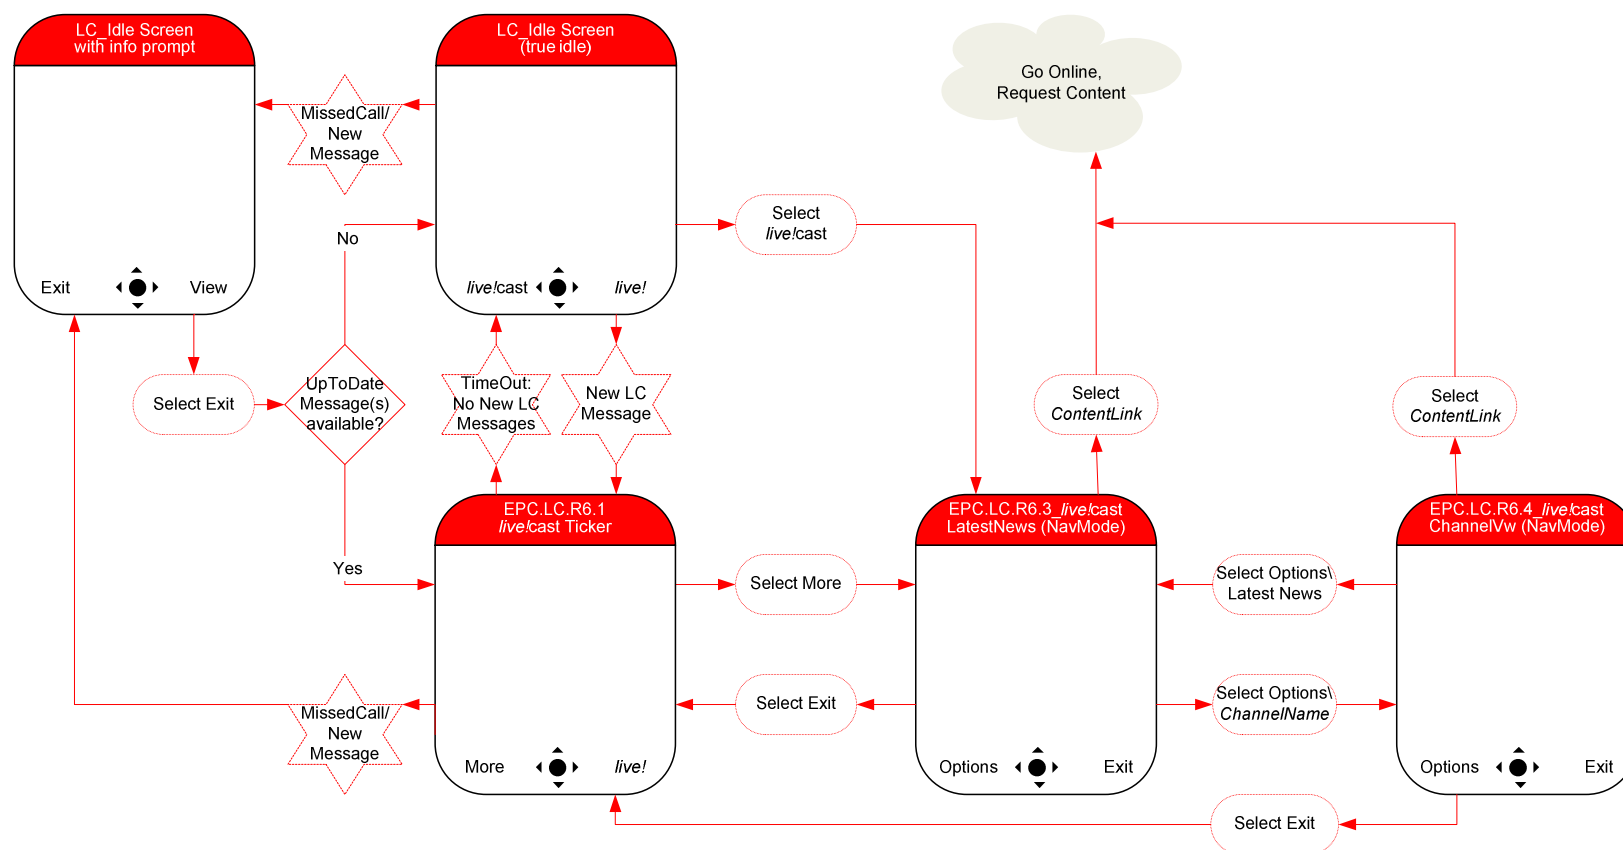 LC_Idle Screen
with info prompt
LC_Idle Screen
(true idle)
Go Online,
Request Content
MissedCall/
New
Message
Select
live!cast
No
Exit
View
live!cast
live!
Select Exit
UpToDate
Message(s)
available?
TimeOut:
No New LC
Messages
New LC
Message
Select
ContentLink
Select
ContentLink
EPC.LC.R6.1
live!cast Ticker
EPC.LC.R6.3_live!cast
LatestNews (NavMode)
EPC.LC.R6.4_live!cast
ChannelVw (NavMode)
Yes
Select More
Select Options\
Latest News
MissedCall/
New
Message
Select Exit
Select Options\
ChannelName
More
live!
Options
Exit
Options
Exit
Select Exit